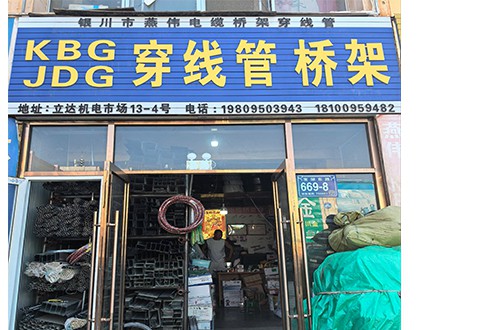 银川市燕伟电缆桥架穿线管
KBG
JDG
穿线管 桥架
地址：立达机电市场13-4号 电话：19809503943 18100959482
669-8